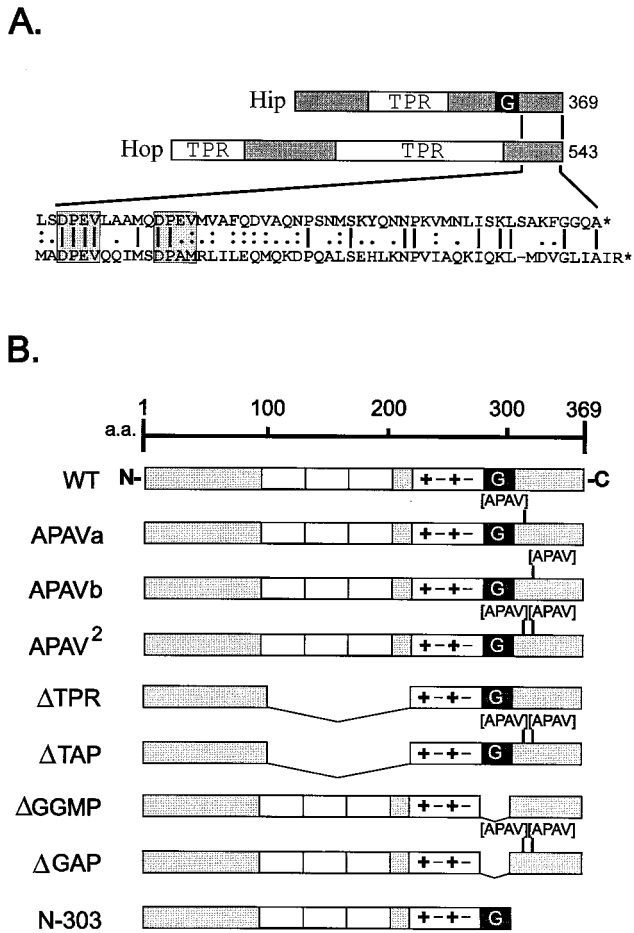 A.
Hip TPR G 369
Hop TPR TPR 543
LSDPEVLAAMQDPEVMVAFQDVAQNPSNMSKYQNNPKVMNLISKLSAKFGGQA*
MADPEVQQIMSDPAMRLILEQMQKDPQALSEHLKNPVIAQKIQKL-MDVGLIAIR*
B.
1 100 200 300 369
a.a.
WT N- +-+- G -C
[APAV]
APAVa +-+- G
[APAV]
APAVb +-+- G
[APAV][APAV]
APAV2 +-+- G
ΔTPR +-+- G
[APAV][APAV]
ΔTAP +-+- G
ΔGGMP +-+-
[APAV][APAV]
ΔGAP +-+-
N-303 +-+- G